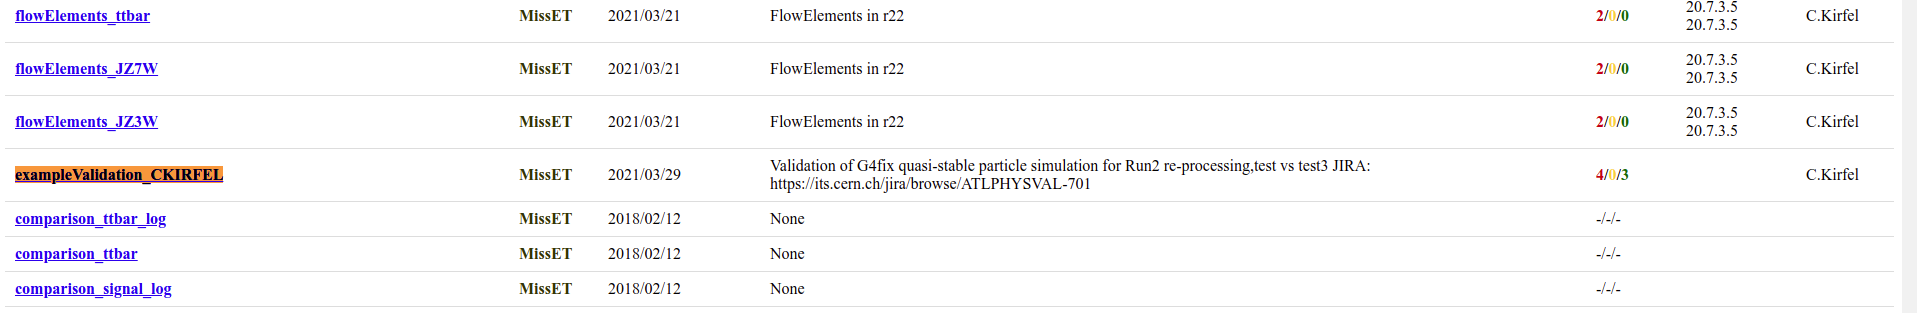 flowElements_ttbar MissET 2021/03/21 FlowElements in r22 2/0/0 20.7.3.5 20.7.3.5 C.Kirfel
flowElements_JZ7W MissET 2021/03/21 FlowElements in r22 2/0/0 20.7.3.5 20.7.3.5 C.Kirfel
flowElements_JZ3W MissET 2021/03/21 FlowElements in r22 2/0/0 20.7.3.5 20.7.3.5 C.Kirfel
exampleValidation_CKIRFEL MissET 2021/03/29 Validation of G4fix quasi-stable particle simulation for Run2 re-processing,test vs test3 JIRA: https://its.cern.ch/jira/browse/ATLPHYSVAL-701 4/0/3 C.Kirfel
comparison_ttbar_log MissET 2018/02/12 None -/-/-
comparison_ttbar MissET 2018/02/12 None -/-/-
comparison_signal_log MissET 2018/02/12 None -/-/-